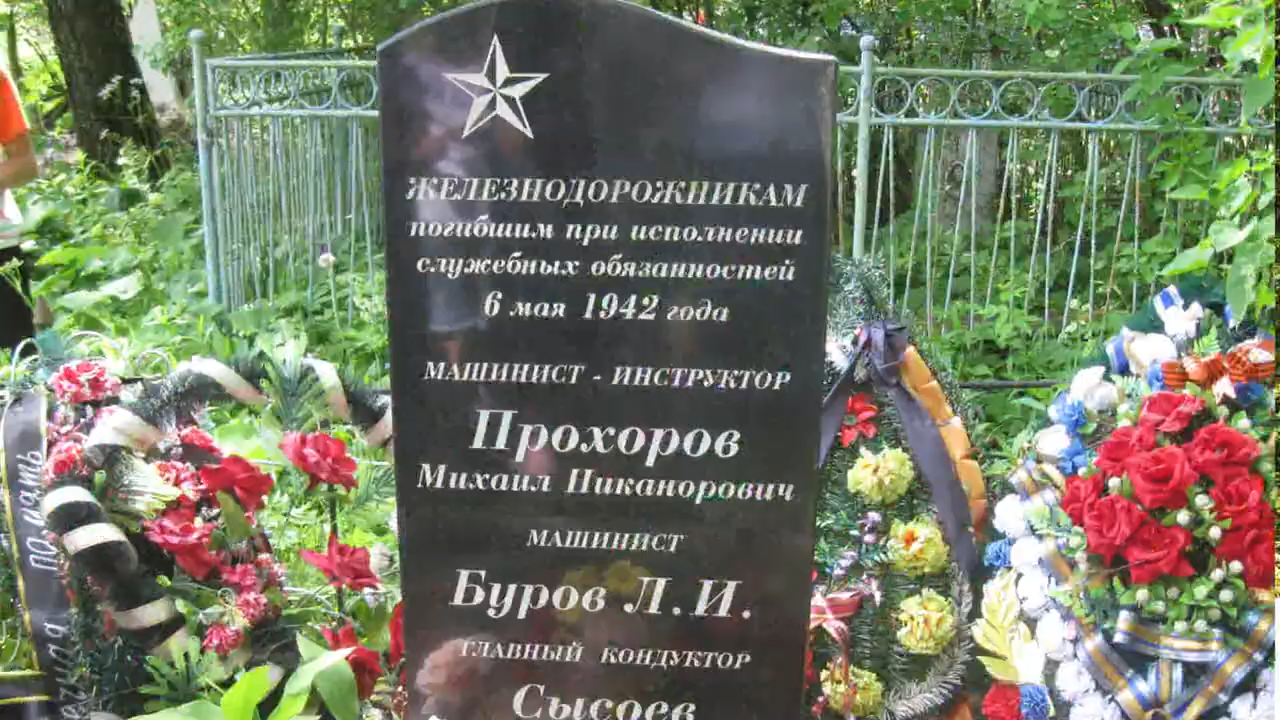 ЖЕЛЕЗНОДОРОЖНИКАМ
погибшим при исполнении
служебных обязанностей
6 мая 1942 года
МАШИНИСТ - ИНСТРУКТОР
Прохоров
Михаил Никанорович
МАШИНИСТ
Буров Л.И.
ГЛАВНЫЙ КОНДУКТОР
Сысоев
память